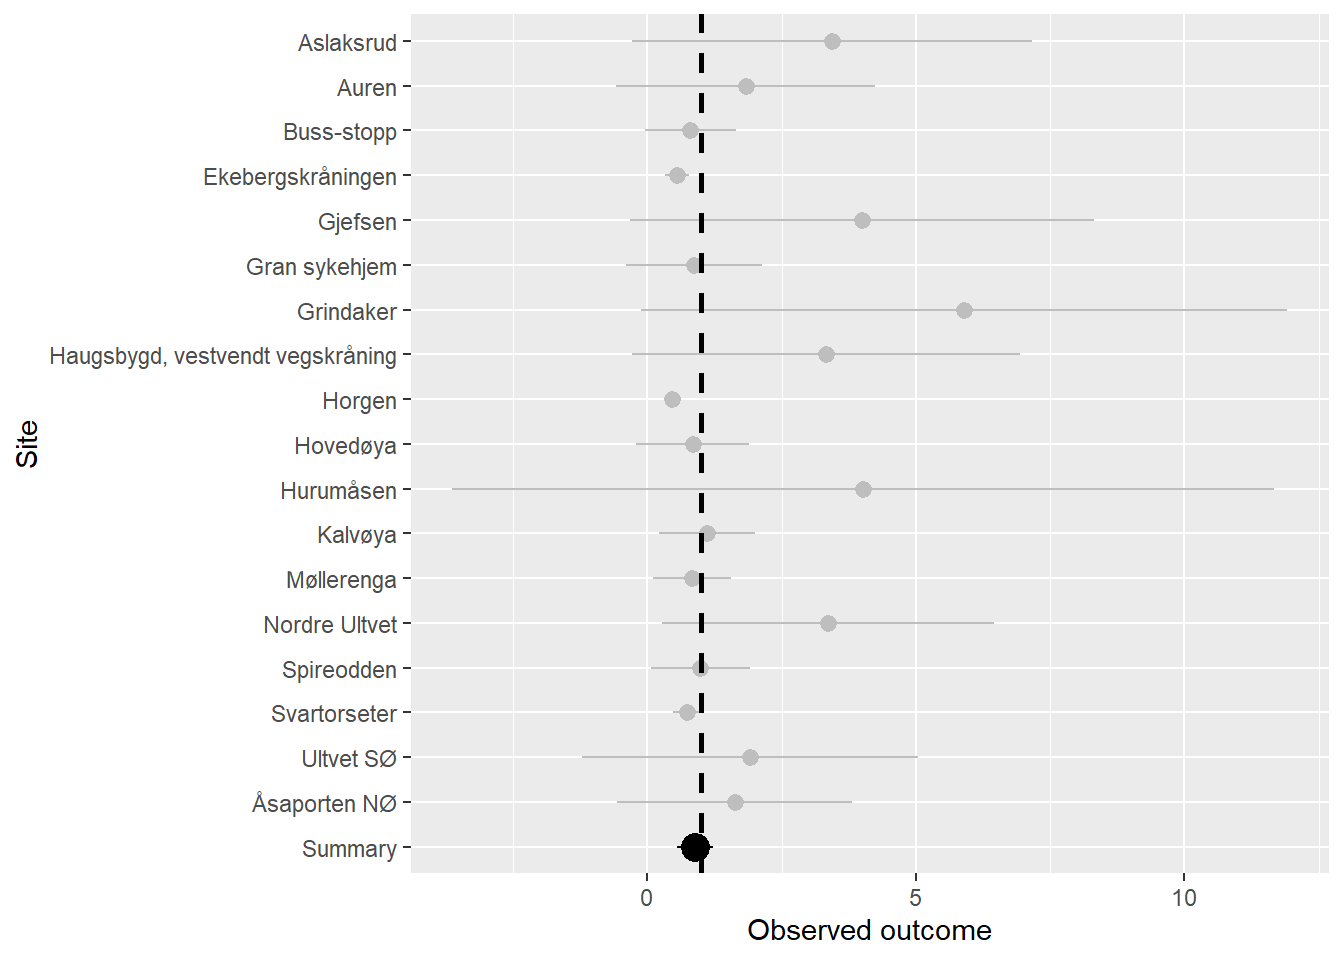 Aslaksrud
Auren
Buss-stopp
Ekebergskråningen
Gjefsen
Gran sykehjem
Grindaker
Haugsbygd, vestvendt vegskråning
Horgen
Hovedøya
Hurumåsen
Kalvøya
Møllerenga
Nordre Ultvet
Spireodden
Svartorseter
Ultvet SØ
Åsaporten NØ
Summary
Site
0 5 10
Observed outcome